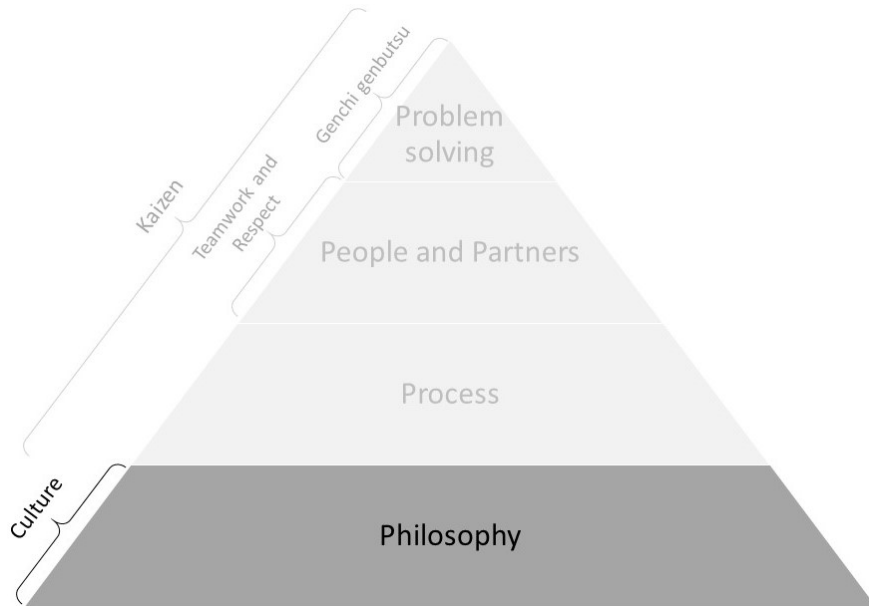 Genchi genbutsu
Problem
solving
Kaizen
Teamwork and
Respect
People and Partners
Process
Culture
Philosophy